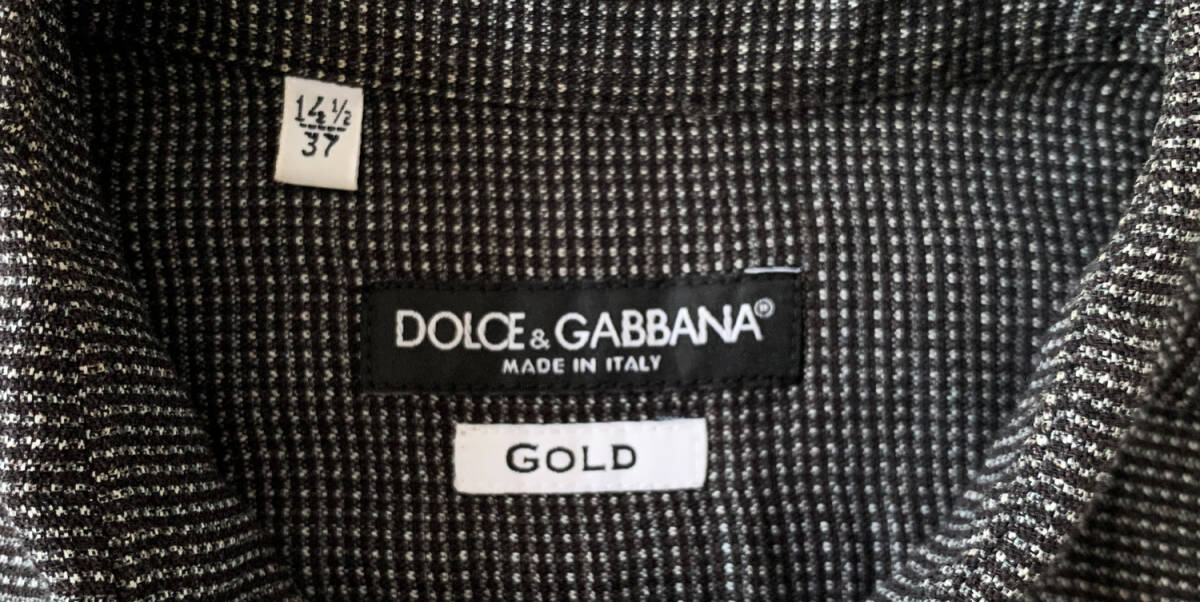 14½
37
DOLCE & GABBANA®
MADE IN ITALY
GOLD